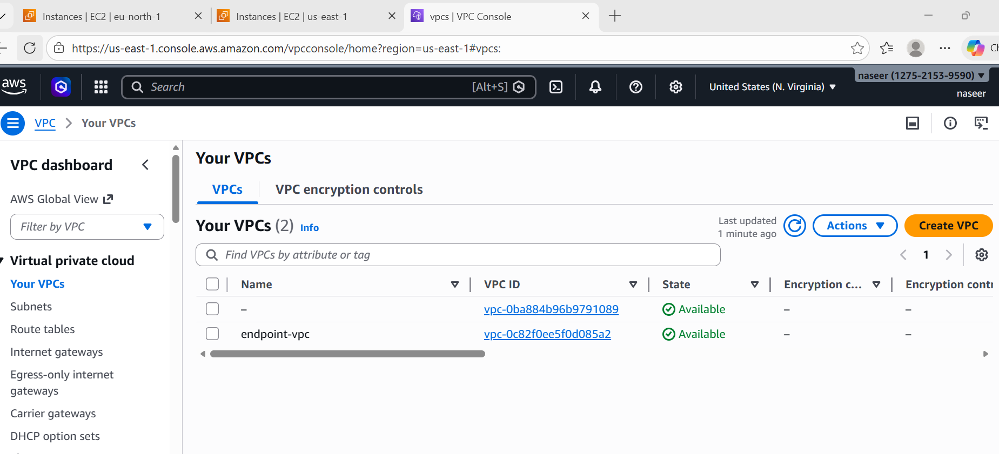 Instances | EC2 | eu-north-1
Instances | EC2 | us-east-1
vpcs | VPC Console
https://us-east-1.console.aws.amazon.com/vpcconsole/home?region=us-east-1#vpcs:
aws
Search
[Alt+S]
United States (N. Virginia)
naseer (1275-2153-9590)
naseer
VPC
Your VPCs
VPC dashboard
AWS Global View
Filter by VPC
Virtual private cloud
Your VPCs
Subnets
Route tables
Internet gateways
Egress-only internet
gateways
Carrier gateways
DHCP option sets
Your VPCs
VPCs
VPC encryption controls
Your VPCs (2) Info
Last updated
1 minute ago
Actions
Create VPC
Find VPCs by attribute or tag
1
Name VPC ID State Encryption c... Encryption contr
– vpc-0ba884b96b9791089 Available – –
endpoint-vpc vpc-0c82f0ee5f0d085a2 Available – –